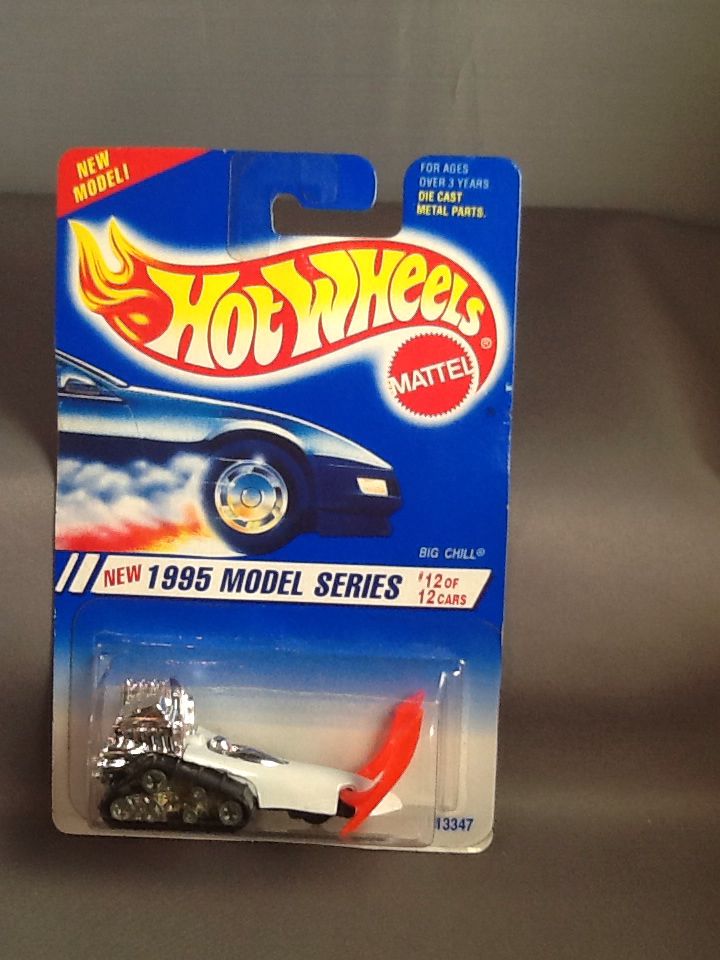 NEW
MODEL!
FOR AGES
OVER 3 YEARS
DIE CAST
METAL PARTS.
HOT WHEELS®
MATTEL
BIG CHILL®
NEW 1995 MODEL SERIES #12 OF
12 CARS
13347